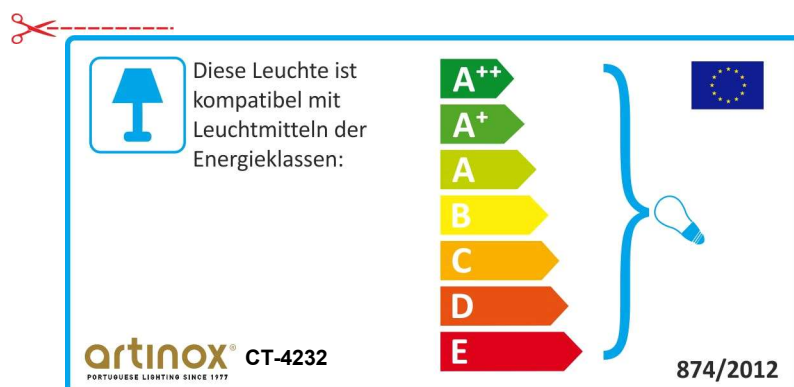 Diese Leuchte ist
kompatibel mit
Leuchtmitteln der
Energieklassen:
A++
A+
A
B
C
D
E
artinox® CT-4232
PORTUGUESE LIGHTING SINCE 1977
874/2012